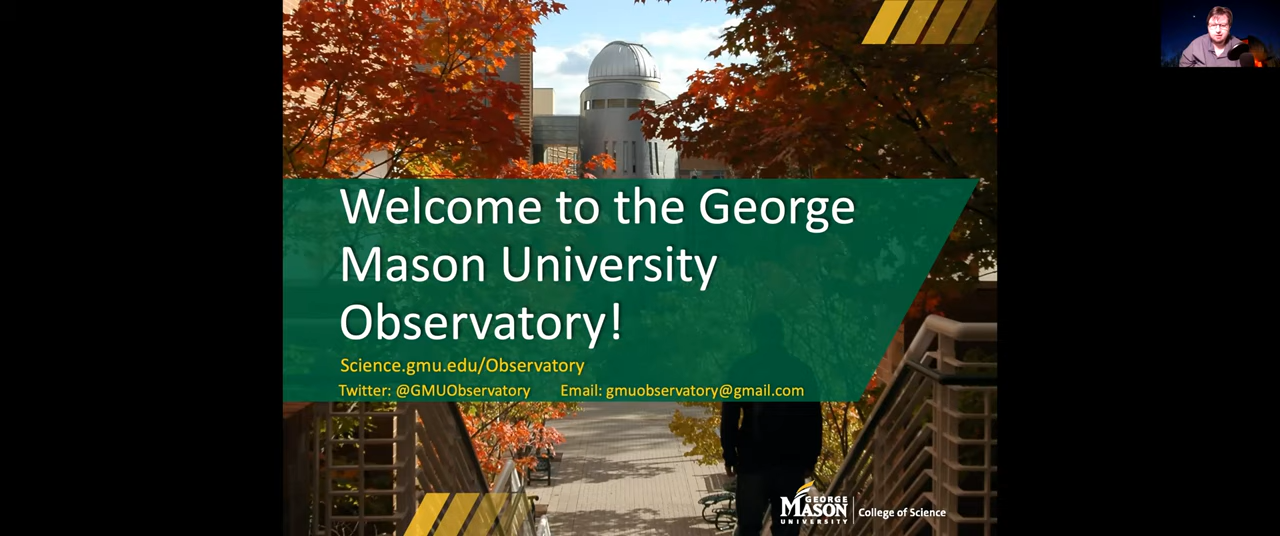 Welcome to the George
Mason University
Observatory!
Science.gmu.edu/Observatory
Twitter: @GMUObservatory Email: gmuobservatory@gmail.com
GEORGE
MASON
UNIVERSITY
College of Science